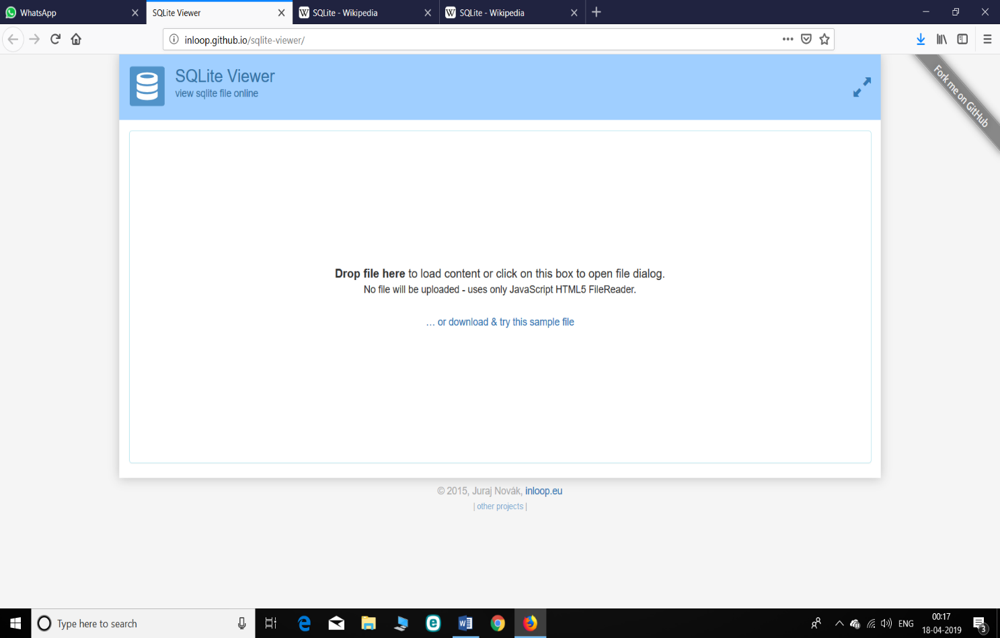 WhatsApp
SQLite Viewer
SQLite - Wikipedia
SQLite - Wikipedia
inloop.github.io/sqlite-viewer/
SQLite Viewer
view sqlite file online
Fork me on GitHub
Drop file here to load content or click on this box to open file dialog.
No file will be uploaded - uses only JavaScript HTML5 FileReader.
... or download & try this sample file
© 2015, Juraj Novák, inloop.eu
| other projects |
Type here to search
ENG
00:17
18-04-2019
3